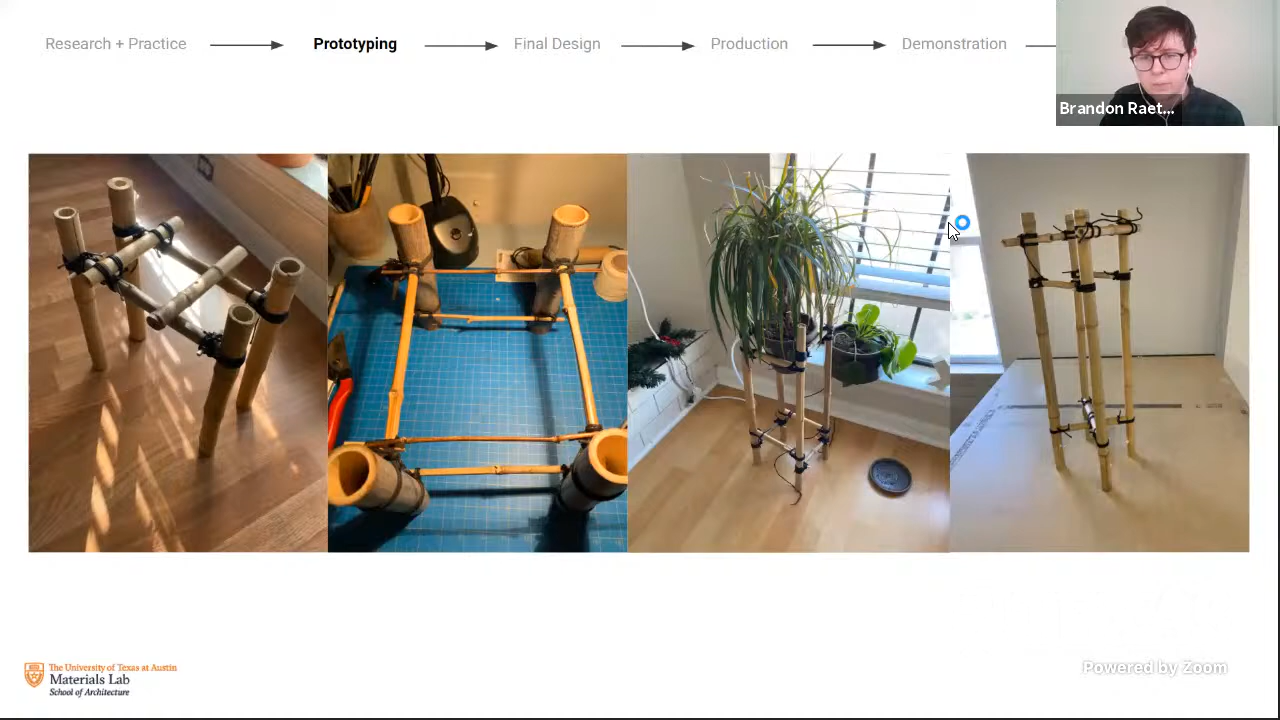 Research + Practice
Prototyping
Final Design
Production
Demonstration
Brandon Raet...
The University of Texas at Austin
Materials Lab
School of Architecture
Powered by Zoom